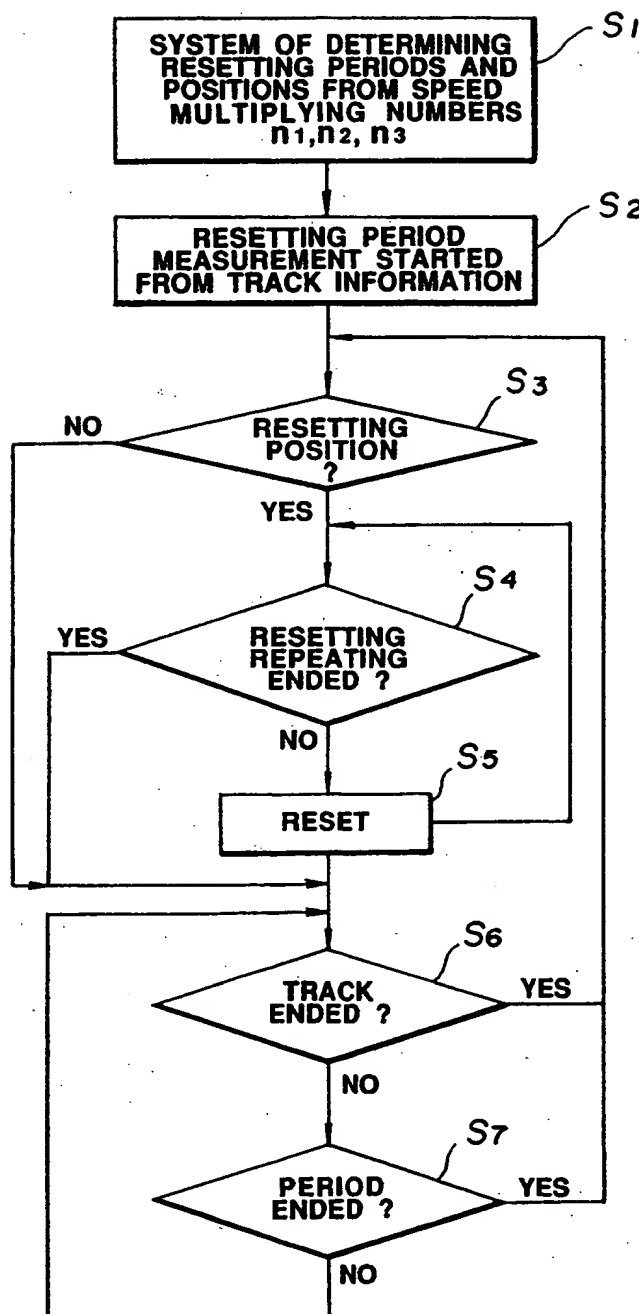 S1
SYSTEM OF DETERMINING
RESETTING PERIODS AND
POSITIONS FROM SPEED
MULTIPLYING NUMBERS
n1,n2, n3
S2
RESETTING PERIOD
MEASUREMENT STARTED
FROM TRACK INFORMATION
S3
NO
RESETTING
POSITION
?
YES
S4
YES
RESETTING
REPEATING
ENDED ?
NO
S5
RESET
S6
TRACK
ENDED ?
YES
NO
S7
PERIOD
ENDED ?
YES
NO